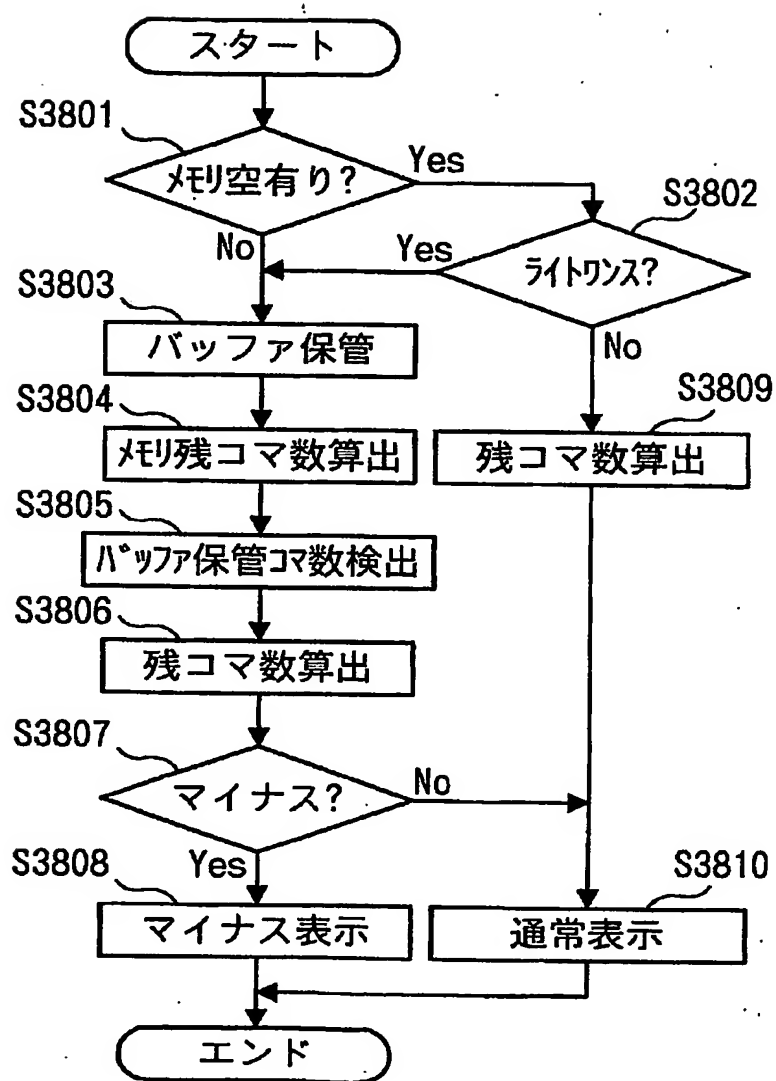 スタート
S3801
メモリ空有り?
Yes
S3802
No
Yes
ライトワンス?
S3803
バッファ保管
No
S3804
S3809
メモリ残コマ数算出
残コマ数算出
S3805
バッファ保管コマ数検出
S3806
残コマ数算出
S3807
マイナス?
No
S3808
Yes
S3810
マイナス表示
通常表示
エンド